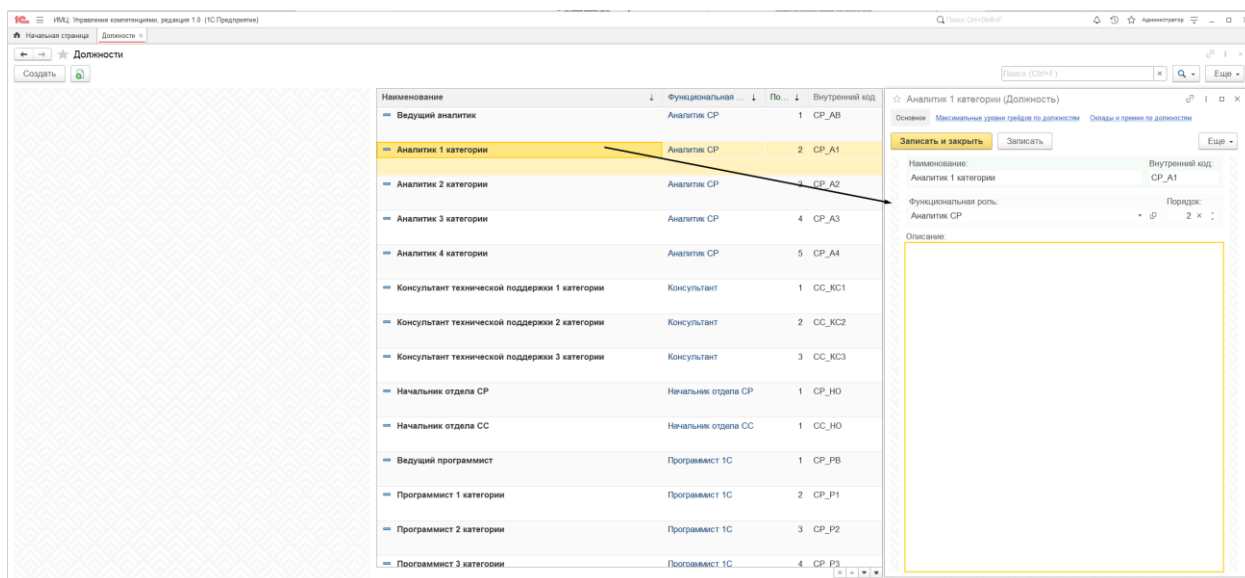 1С ИМЦ: Управление компетенциями, редакция 1.0 (1С:Предприятие) Поиск Ctrl+Shift+F Администратор
Начальная страница Должности ×
Должности
Создать Поиск (Ctrl+F) × Еще
Наименование ↓ Функциональная ... ↓ По... ↓ Внутренний код
Ведущий аналитик Аналитик СР 1 СР_АВ
Аналитик 1 категории Аналитик СР 2 СР_А1
Аналитик 2 категории Аналитик СР 3 СР_А2
Аналитик 3 категории Аналитик СР 4 СР_А3
Аналитик 4 категории Аналитик СР 5 СР_А4
Консультант технической поддержки 1 категории Консультант 1 СС_КС1
Консультант технической поддержки 2 категории Консультант 2 СС_КС2
Консультант технической поддержки 3 категории Консультант 3 СС_КС3
Начальник отдела СР Начальник отдела СР 1 СР_НО
Начальник отдела СС Начальник отдела СС 1 СС_НО
Ведущий программист Программист 1С 1 СР_РВ
Программист 1 категории Программист 1С 2 СР_Р1
Программист 2 категории Программист 1С 3 СР_Р2
Программист 3 категории Программист 1С 4 СР_Р3
Аналитик 1 категории (Должность)
Основное Максимальные уровни грейдов по должностям Оклады и премии по должностям
Записать и закрыть Записать Еще
Наименование: Внутренний код:
Аналитик 1 категории СР_А1
Функциональная роль: Порядок:
Аналитик СР 2 ×
Описание: